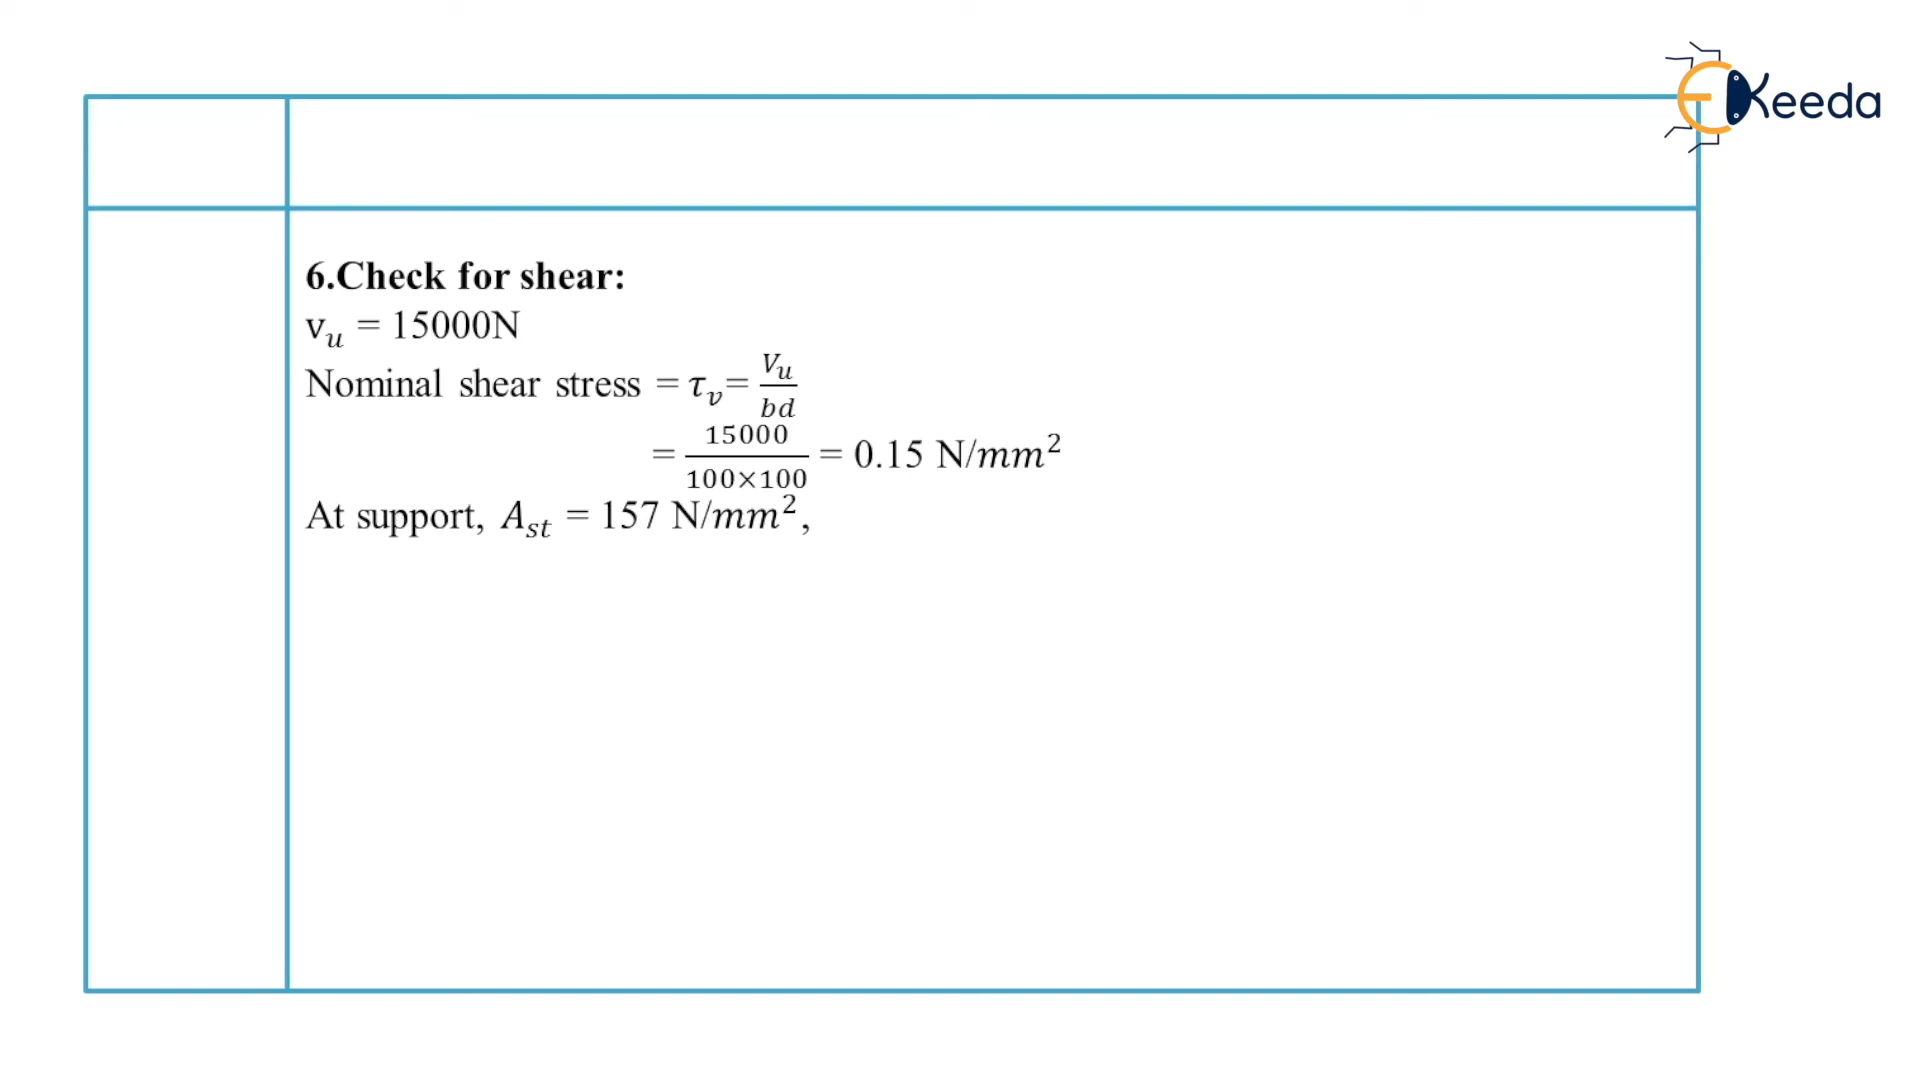 EKeeda
6.Check for shear:
vᵤ = 15000N
Nominal shear stress = τᵥ= Vᵤ/bd
= 15000/100×100 = 0.15 N/mm²
At support, Aₛₜ = 157 N/mm²,